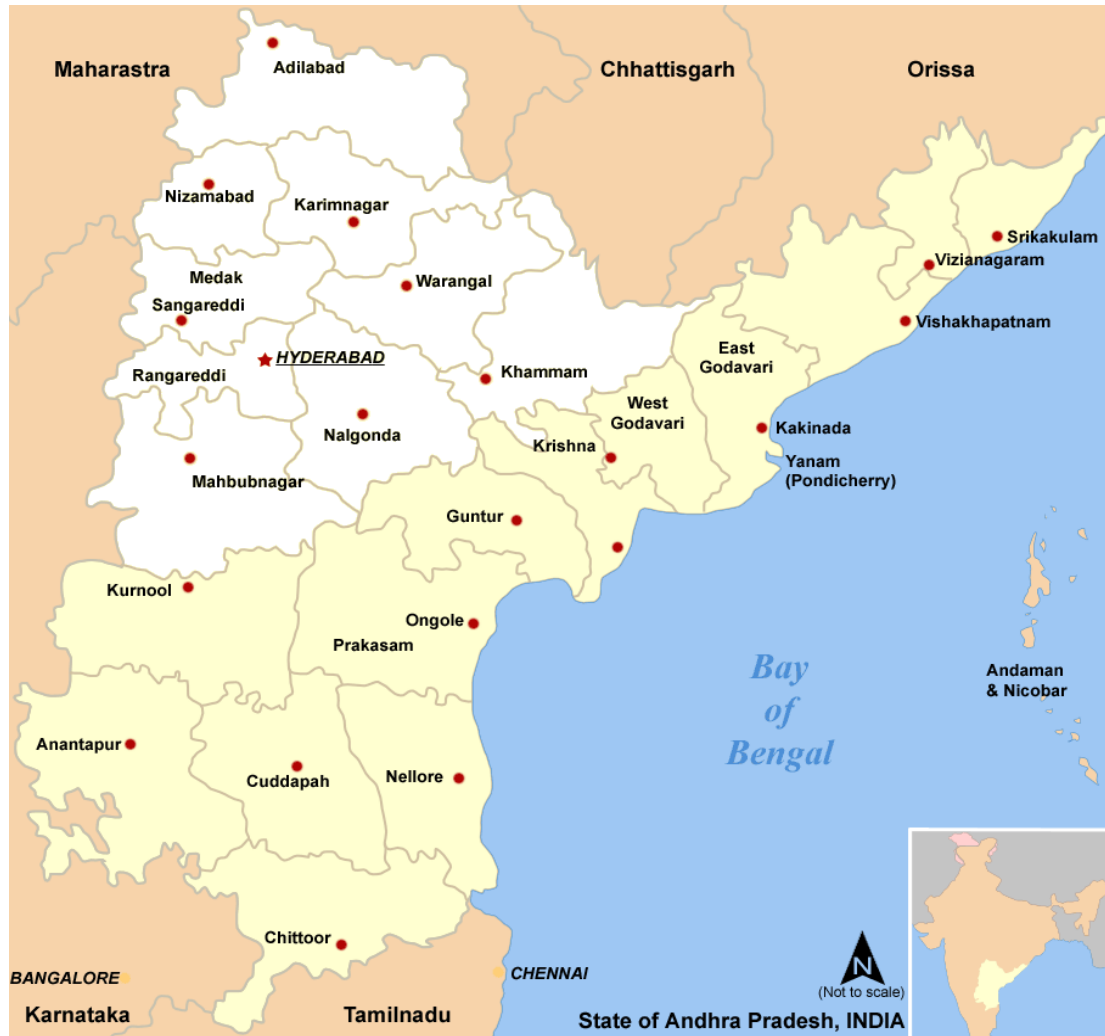 Maharastra
Chhattisgarh
Orissa
Adilabad
Nizamabad
Karimnagar
Medak
Warangal
Sangareddi
Srikakulam
Vizianagaram
Vishakhapatnam
HYDERABAD
Rangareddi
Khammam
East
Godavari
West
Godavari
Nalgonda
Krishna
Kakinada
Mahbubnagar
Yanam
(Pondicherry)
Guntur
Kurnool
Ongole
Prakasam
Bay
of
Bengal
Andaman
& Nicobar
Anantapur
Cuddapah
Nellore
Chittoor
BANGALORE
CHENNAI
N
(Not to scale)
Karnataka
Tamilnadu
State of Andhra Pradesh, INDIA